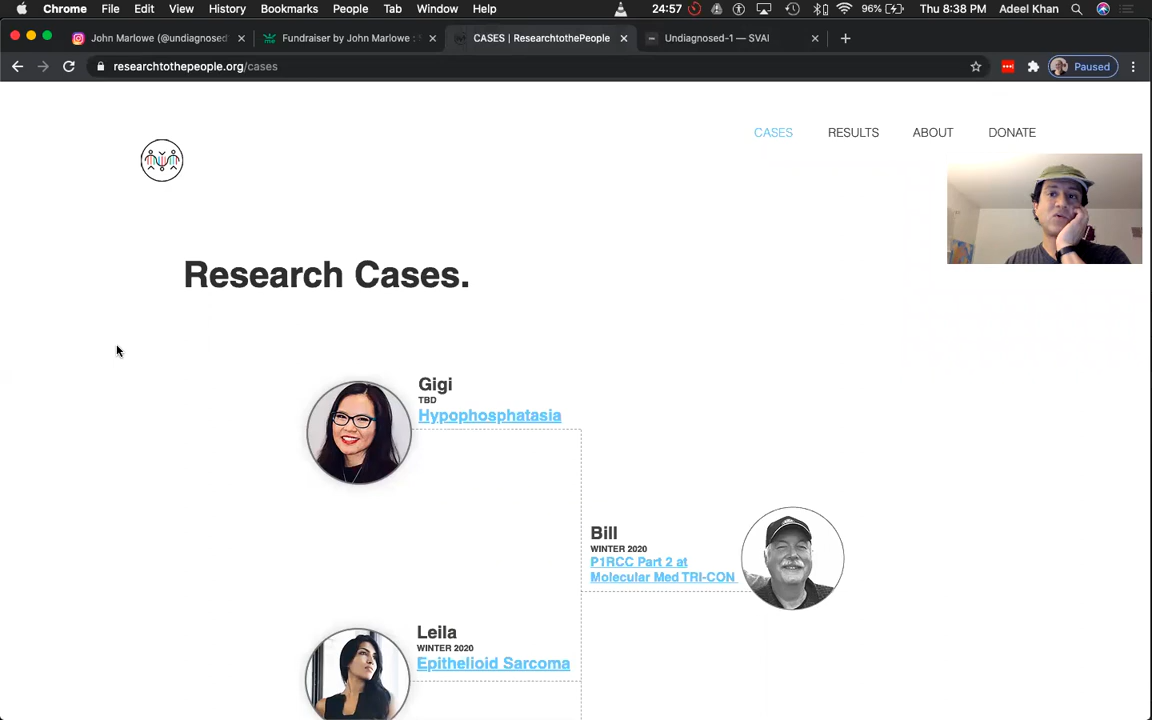 Chrome File Edit View History Bookmarks People Tab Window Help 24:57 96% Thu 8:38 PM Adeel Khan
John Marlowe (@undiagnosed Fundraiser by John Marlowe : CASES | ResearchtothePeople Undiagnosed-1 — SVAI
researchtothepeople.org/cases Paused
CASES RESULTS ABOUT DONATE
Research Cases.
Gigi
TBD
Hypophosphatasia
Bill
WINTER 2020
P1RCC Part 2 at
Molecular Med TRI-CON
Leila
WINTER 2020
Epithelioid Sarcoma